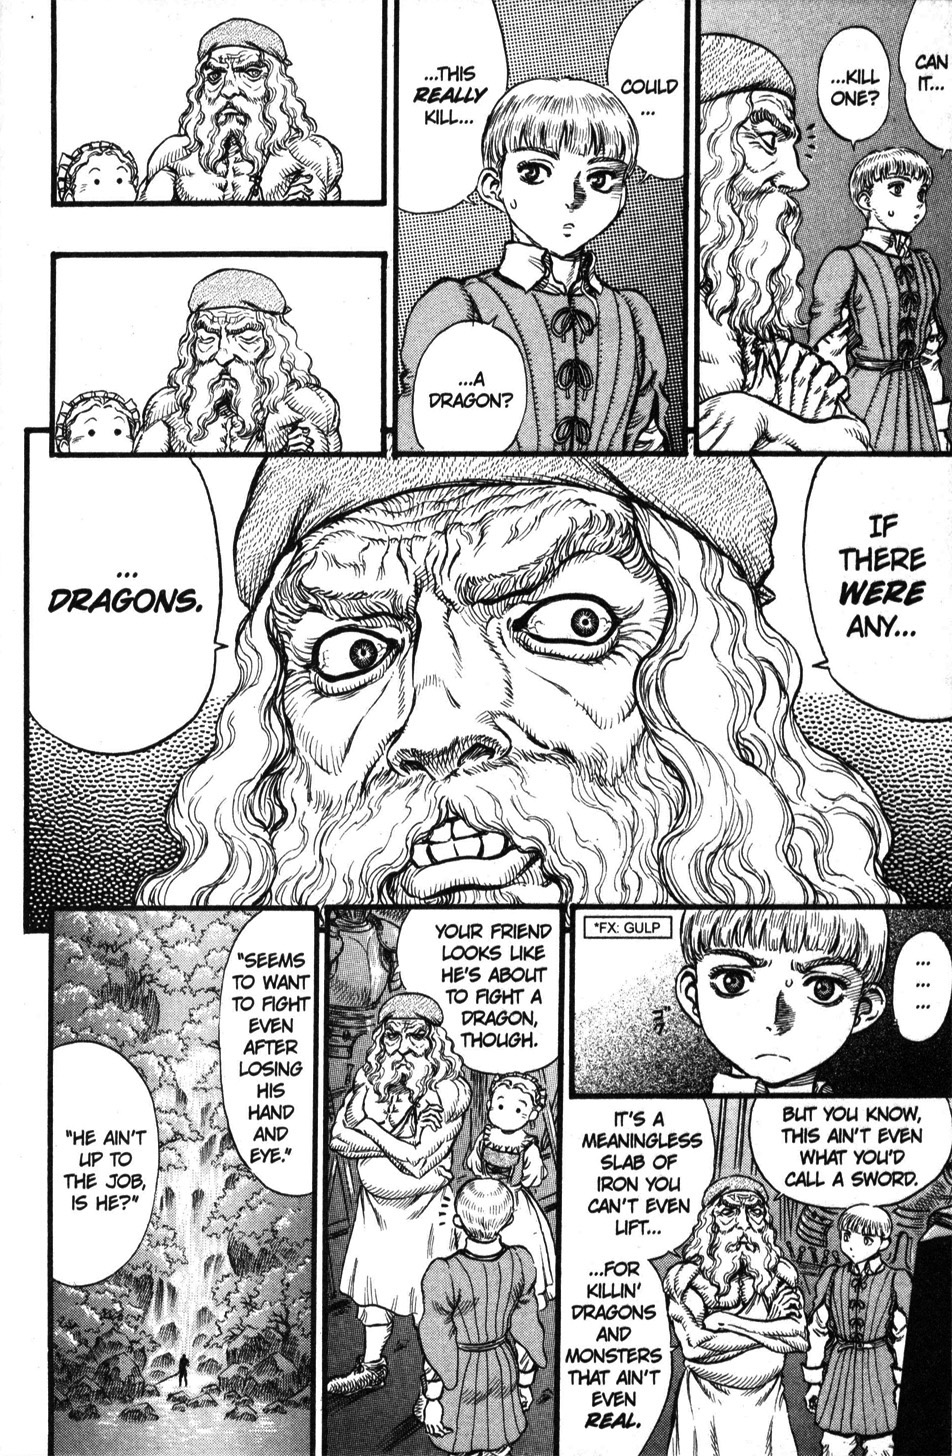 CAN
IT...
...KILL
ONE?
COULD
...
...THIS
REALLY
KILL...
...A
DRAGON?
IF
THERE
WERE
ANY...
...
DRAGONS.
...
...
...
*FX: GULP
ゴク
BUT YOU KNOW,
THIS AIN'T EVEN
WHAT YOU'D
CALL A SWORD.
IT'S A
MEANINGLESS
SLAB OF
IRON YOU
CAN'T EVEN
LIFT...
...FOR
KILLIN'
DRAGONS
AND
MONSTERS
THAT AIN'T
EVEN
REAL.
YOUR FRIEND
LOOKS LIKE
HE'S ABOUT
TO FIGHT A
DRAGON,
THOUGH.
"SEEMS
TO WANT
TO FIGHT
EVEN
AFTER
LOSING
HIS
HAND
AND
EYE."
"HE AIN'T
UP TO
THE JOB,
IS HE?"